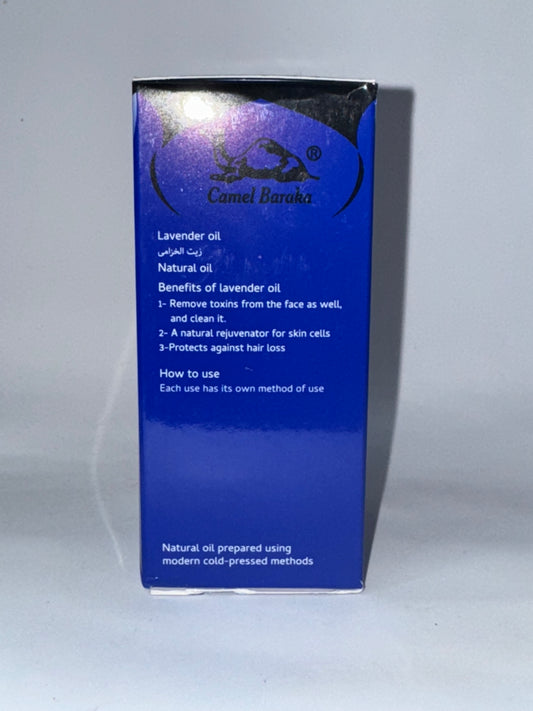 ®
Camel Baraka
Lavender oil
زيت الخزامى
Natural oil
Benefits of lavender oil
1- Remove toxins from the face as well,
and clean it.
2- A natural rejuvenator for skin cells
3-Protects against hair loss
How to use
Each use has its own method of use
Natural oil prepared using
modern cold-pressed methods